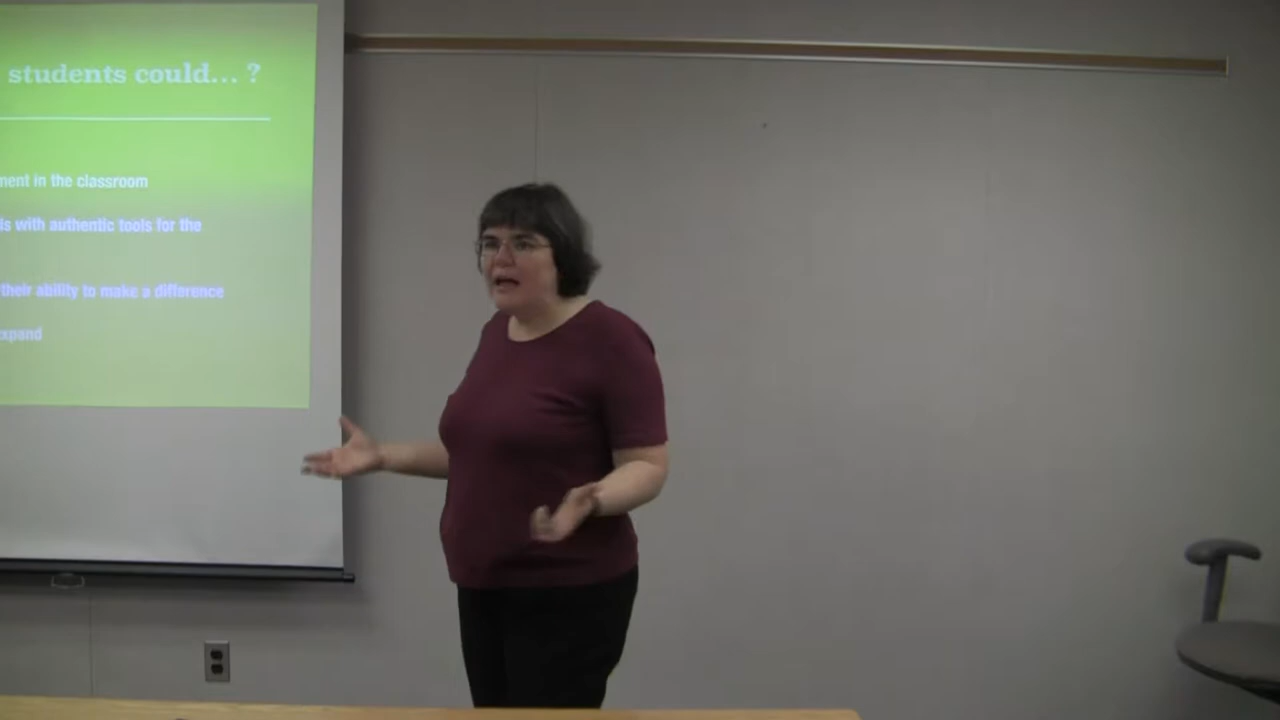 students could... ?
ment in the classroom
ls with authentic tools for the
their ability to make a difference
xpand